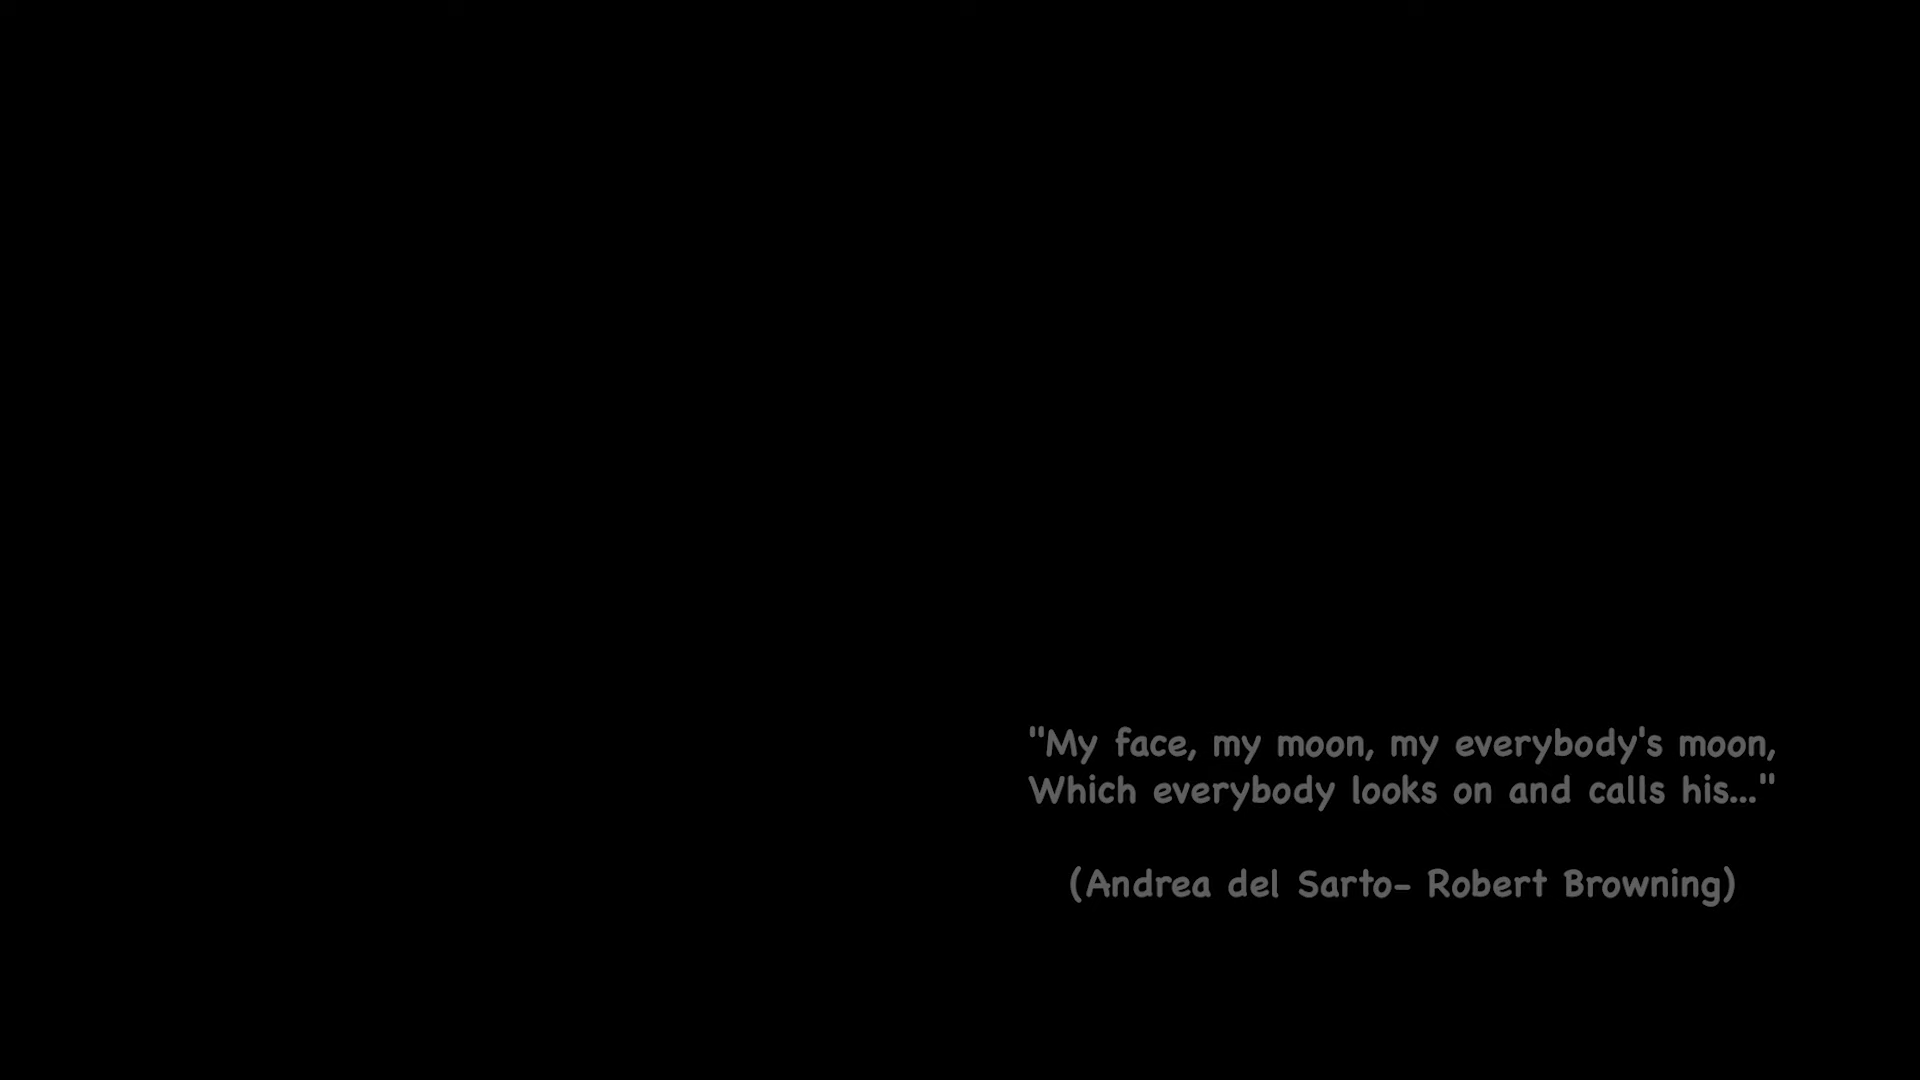 "My face, my moon, my everybody's moon,
Which everybody looks on and calls his..."
(Andrea del Sarto- Robert Browning)